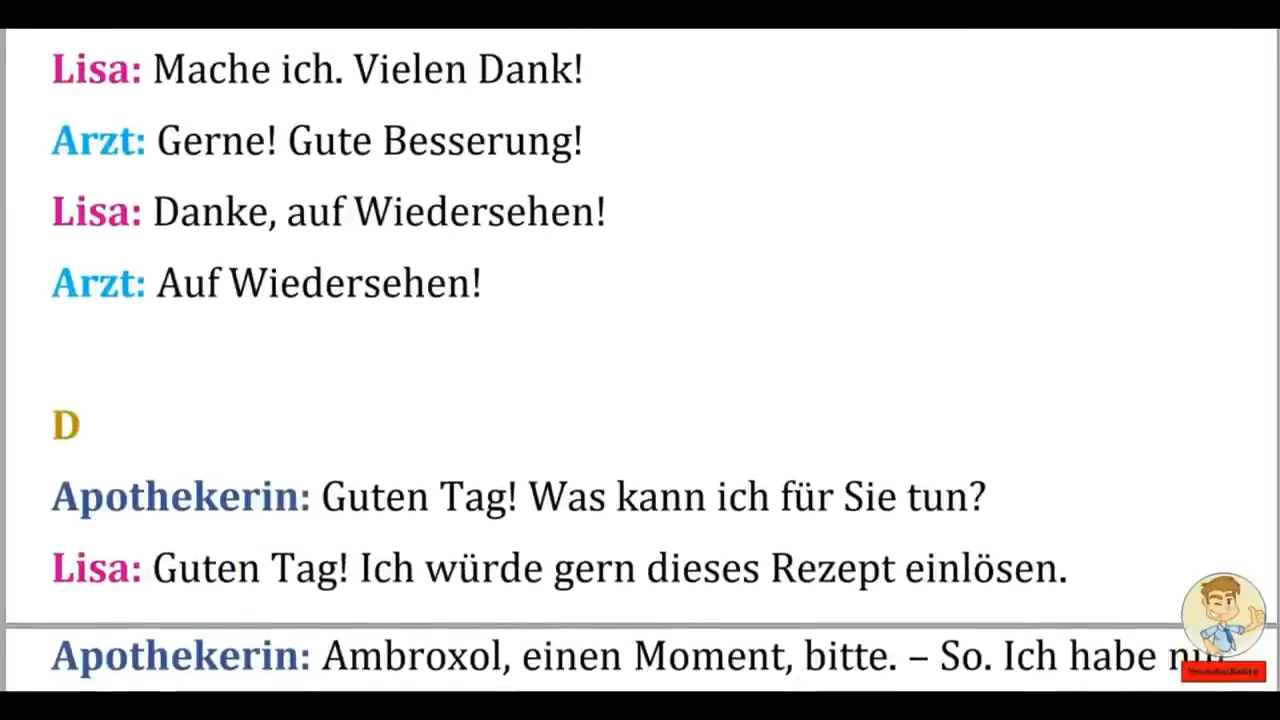 Lisa: Mache ich. Vielen Dank!
Arzt: Gerne! Gute Besserung!
Lisa: Danke, auf Wiedersehen!
Arzt: Auf Wiedersehen!
D
Apothekerin: Guten Tag! Was kann ich für Sie tun?
Lisa: Guten Tag! Ich würde gern dieses Rezept einlösen.
Apothekerin: Ambroxol, einen Moment, bitte. – So. Ich habe